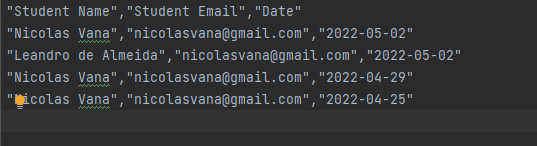 "Student Name","Student Email","Date"
"Nicolas Vana","nicolasvana@gmail.com","2022-05-02"
"Leandro de Almeida","nicolasvana@gmail.com","2022-05-02"
"Nicolas Vana","nicolasvana@gmail.com","2022-04-29"
"Nicolas Vana","nicolasvana@gmail.com","2022-04-25"